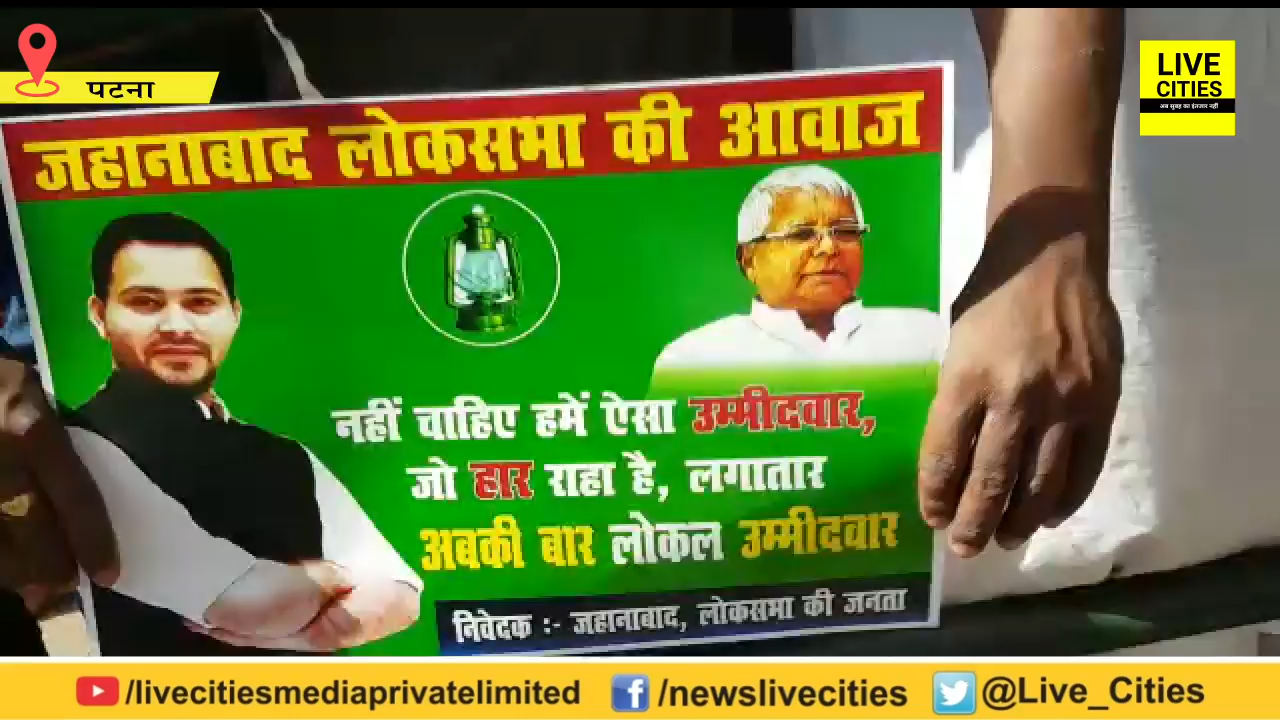 पटना
LIVE
CITIES
जहानाबाद लोकसभा की आवाज
नहीं चाहिए हमें ऐसा उम्मीदवार,
जो हार राहा है, लगातार
अबकी बार लोकल उम्मीदवार
निवेदक :- जहानाबाद, लोकसभा की जनता
/livecitiesmediaprivatelimited /newslivecities @Live_Cities